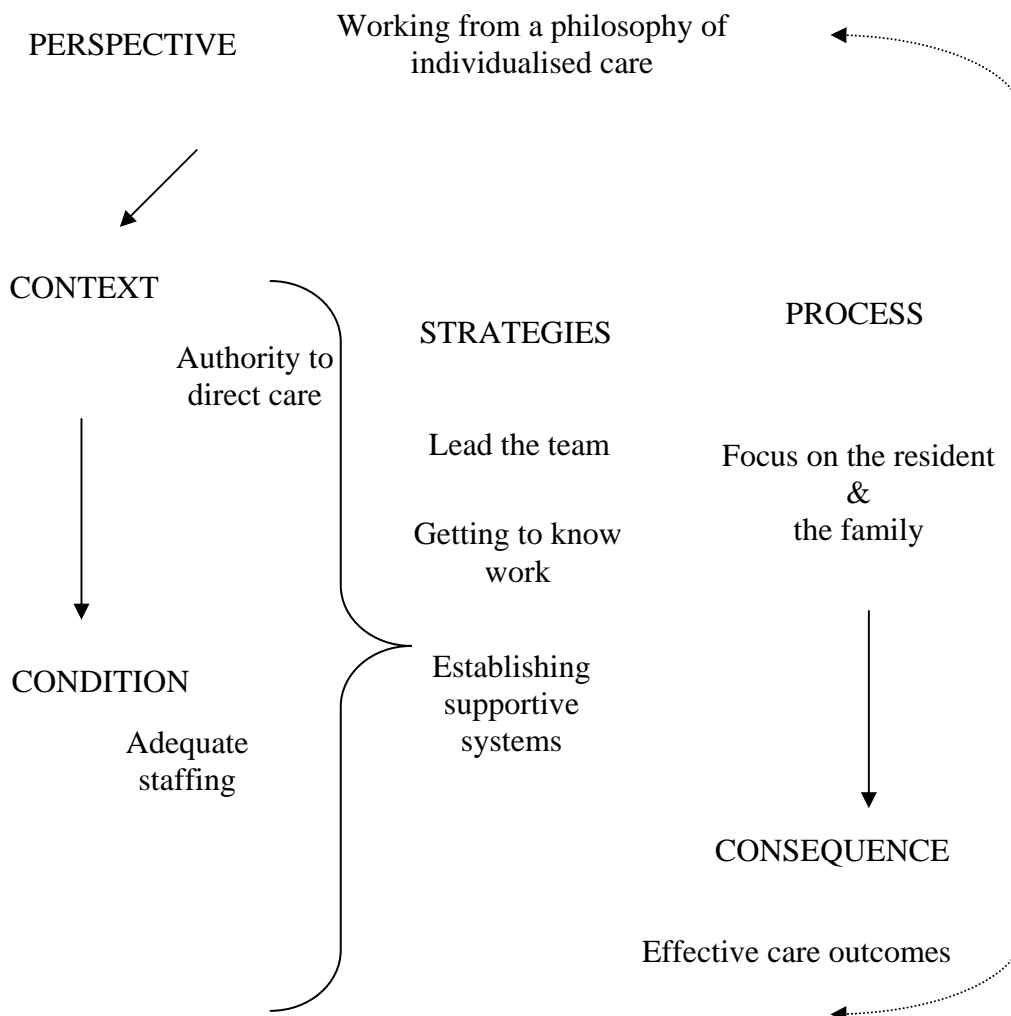 PERSPECTIVE
Working from a philosophy of
individualised care
CONTEXT
Authority to
direct care
CONDITION
Adequate
staffing
STRATEGIES
Lead the team
Getting to know
work
Establishing
supportive
systems
PROCESS
Focus on the resident
&
the family
CONSEQUENCE
Effective care outcomes